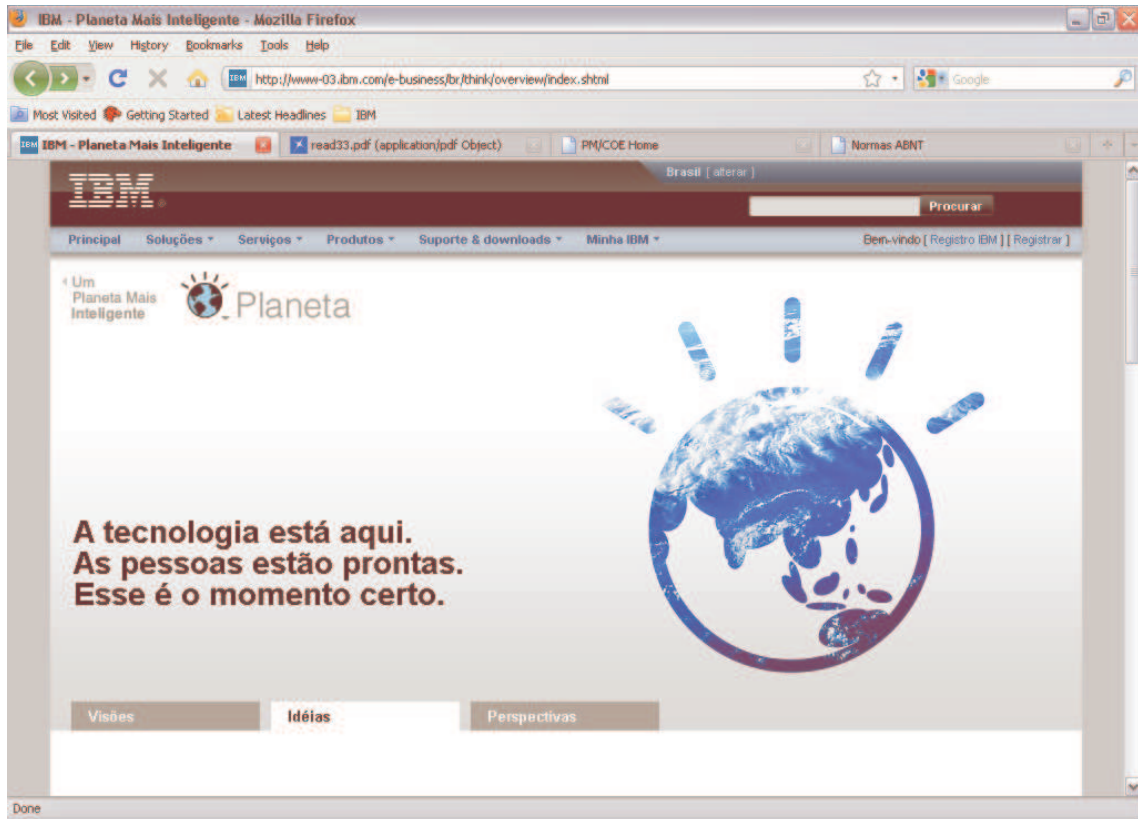 IBM - Planeta Mais Inteligente - Mozilla Firefox
File Edit View History Bookmarks Tools Help
IBM http://www-03.ibm.com/e-business/br/think/overview/index.shtml Google
Most Visited Getting Started Latest Headlines IBM
IBM IBM - Planeta Mais Inteligente read33.pdf (application/pdf Object) PM/COE Home Normas ABNT
Brasil [ alterar ]
IBM®
Procurar
Principal Soluções Serviços Produtos Suporte & downloads Minha IBM Bem-vindo [ Registro IBM ] [ Registrar ]
Um
Planeta Mais
Inteligente
Planeta
A tecnologia está aqui.
As pessoas estão prontas.
Esse é o momento certo.
Visões Idéias Perspectivas
Done